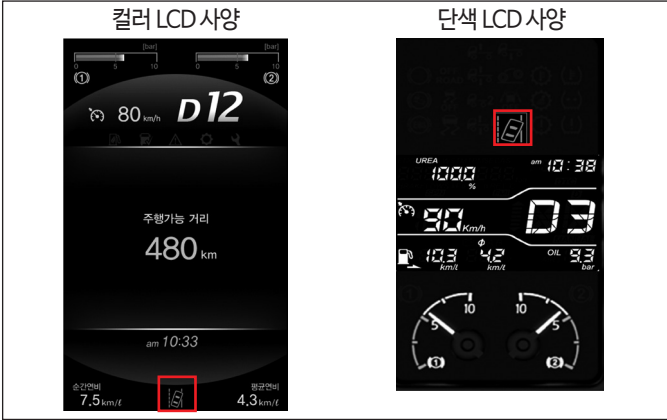 컬러 LCD 사양
[bar] [bar]
0 5 10 0 5 10
(1) (2)
80 km/h D12
주행가능 거리
480 km
am 10:33
순간연비 평균연비
7.5 km/ℓ 4.3 km/ℓ
단색 LCD 사양
UREA am 10:38
100.0
%
90 Km/h D3
10.3 ϕ 4.2 OIL 9.3
km/ℓ km/ℓ bar
10 10
5 5
(1) (2)